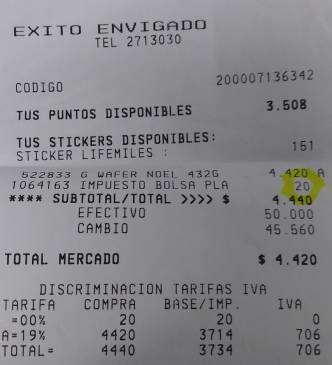 EXITO ENVIGADO
TEL 2713030
CODIGO 200007136342
TUS PUNTOS DISPONIBLES 3.508
TUS STICKERS DISPONIBLES:
STICKER LIFEMILES : 151
522833 G WAFER NOEL 432G 4.420 A
1064163 IMPUESTO BOLSA PLA 20
**** SUBTOTAL/TOTAL >>>> $ 4.440
EFECTIVO 50.000
CAMBIO 45.560
TOTAL MERCADO $ 4.420
DISCRIMINACION TARIFAS IVA
TARIFA COMPRA BASE/IMP. IVA
=00% 20 20 0
A=19% 4420 3714 706
TOTAL= 4440 3734 706